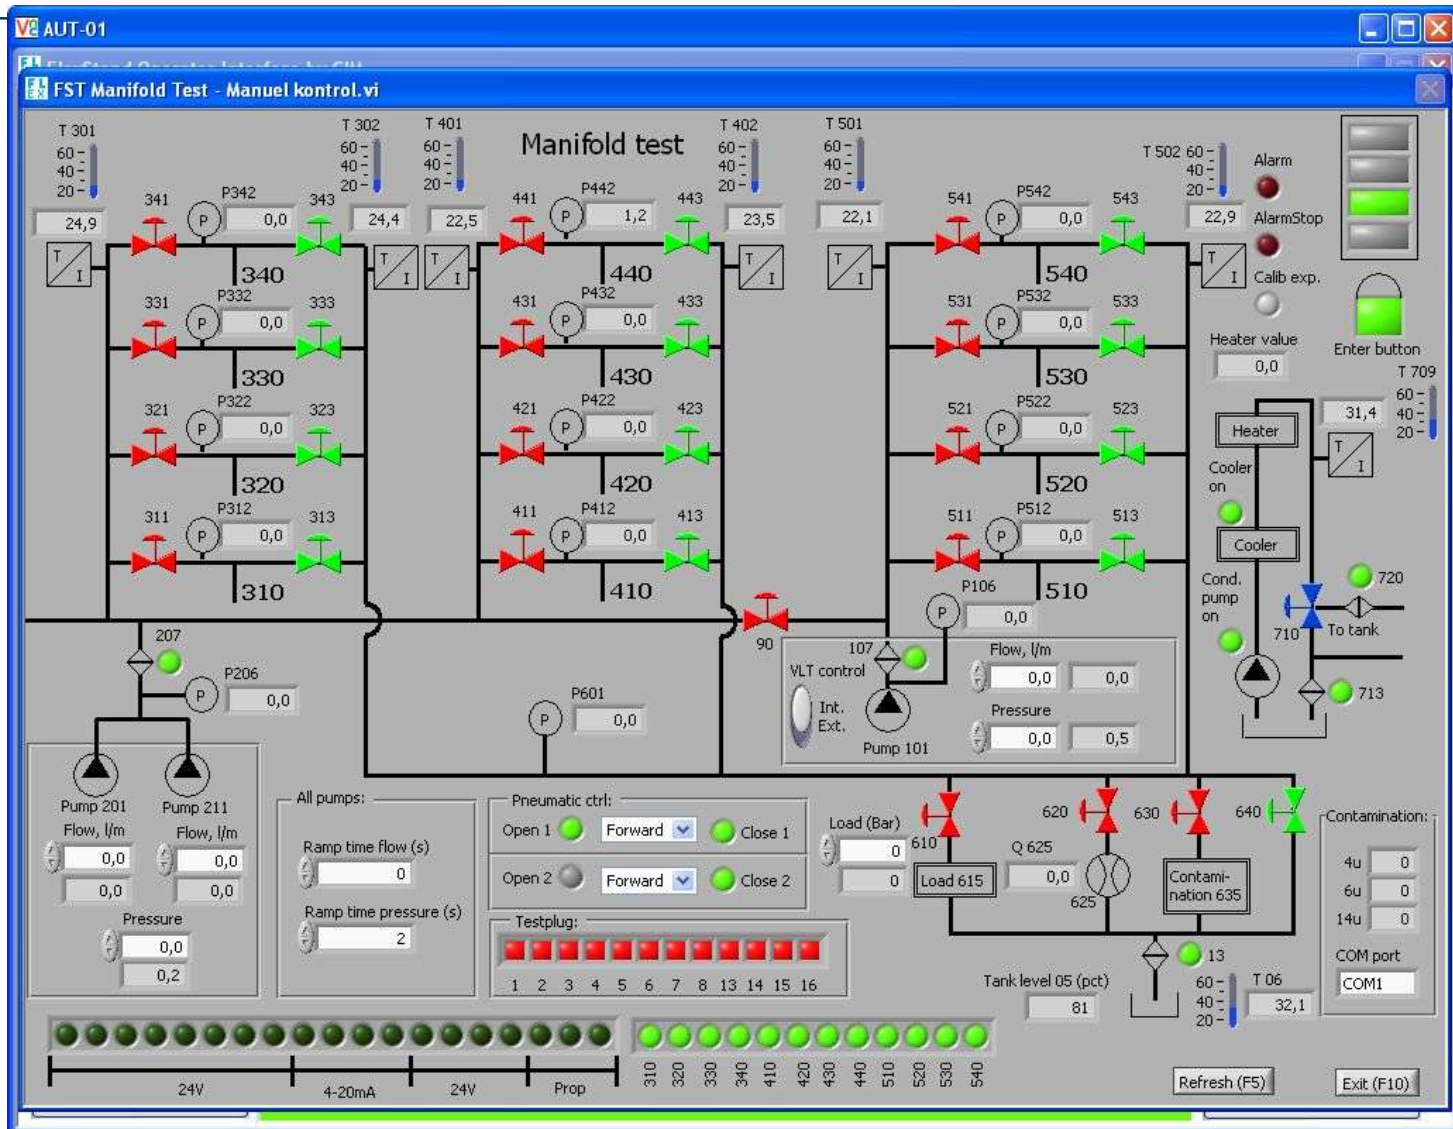 AUT-01
FST Manifold Test - Manuel kontrol.vi
Manifold test
T 301
60
40
20
24,9
T
I
T 302
60
40
20
24,4
T
I
T 401
60
40
20
22,5
T
I
T 402
60
40
20
23,5
T
I
T 501
60
40
20
22,1
T
I
T 502
60
40
20
22,9
T
I
341 P342 343
P 0,0
340
331 P332 333
P 0,0
330
321 P322 323
P 0,0
320
311 P312 313
P 0,0
310
441 P442 443
P 1,2
440
431 P432 433
P 0,0
430
421 P422 423
P 0,0
420
411 P412 413
P 0,0
410
541 P542 543
P 0,0
540
531 P532 533
P 0,0
530
521 P522 523
P 0,0
520
511 P512 513
P 0,0
510
Alarm
AlarmStop
Calib exp.
Heater value
0,0
Enter button
T 709
60
40
20
31,4
T
I
Heater
Cooler
on
Cooler
Cond.
pump
on
720
710
To tank
713
90
207
P206
P 0,0
P601
P 0,0
P106
P 0,0
107
VLT control
Int.
Ext.
Pump 101
Flow, l/m
0,0 0,0
Pressure
0,0 0,5
Pump 201
Pump 211
Flow, l/m
0,0
0,0
Flow, l/m
0,0
0,0
Pressure
0,0
0,2
All pumps:
Ramp time flow (s)
0
Ramp time pressure (s)
2
Pneumatic ctrl:
Open 1 Forward Close 1
Open 2 Forward Close 2
Testplug:
1 2 3 4 5 6 7 8 13 14 15 16
Load (Bar)
0
0
610
Load 615
620
Q 625
0,0
625
630
Contami-
nation 635
640
13
Tank level 05 (pct)
81
60
40
20
T 06
32,1
Contamination:
4u 0
6u 0
14u 0
COM port
COM1
24V
4-20mA
24V
Prop
310 320 330 340 410 420 430 440 510 520 530 540
Refresh (F5)
Exit (F10)